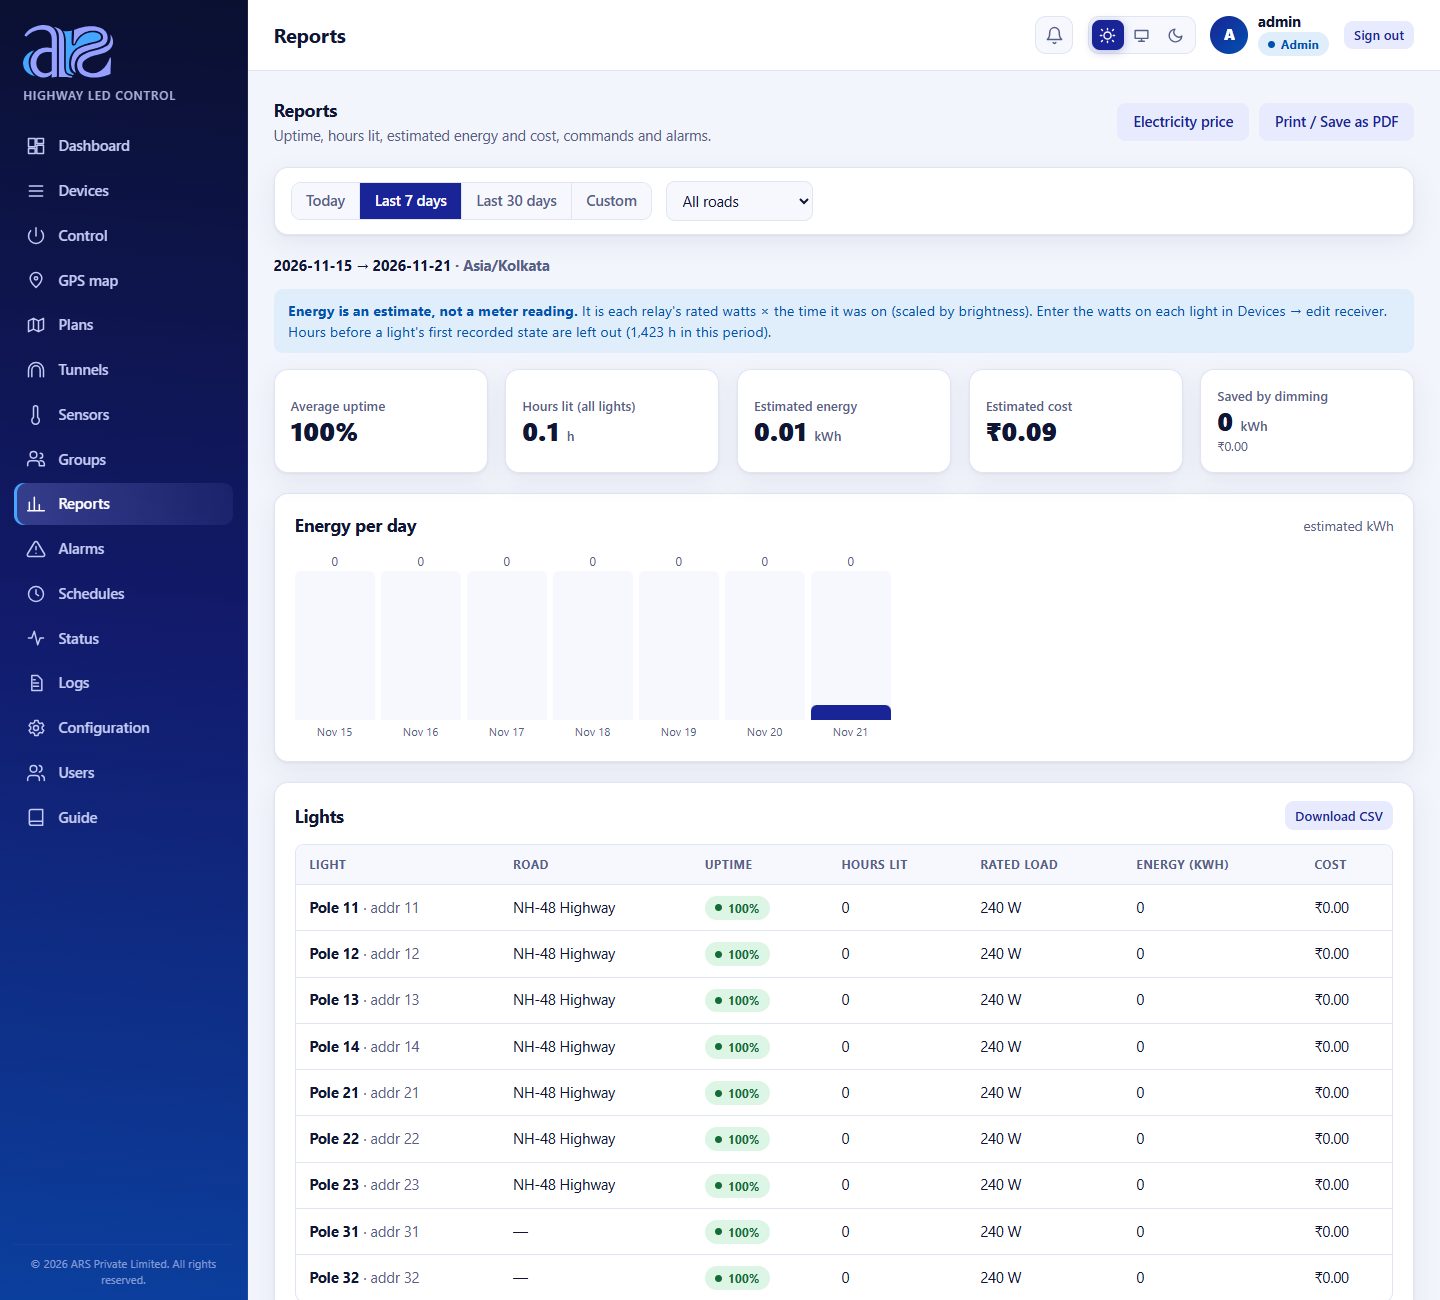 ars
HIGHWAY LED CONTROL
Dashboard
Devices
Control
GPS map
Plans
Tunnels
Sensors
Groups
Reports
Alarms
Schedules
Status
Logs
Configuration
Users
Guide
© 2026 ARS Private Limited. All rights
reserved.
Reports
A
admin
Admin
Sign out
Reports
Uptime, hours lit, estimated energy and cost, commands and alarms.
Electricity price
Print / Save as PDF
Today
Last 7 days
Last 30 days
Custom
All roads
2026-11-15 → 2026-11-21 · Asia/Kolkata
Energy is an estimate, not a meter reading. It is each relay's rated watts × the time it was on (scaled by brightness). Enter the watts on each light in Devices → edit receiver.
Hours before a light's first recorded state are left out (1,423 h in this period).
Average uptime
100%
Hours lit (all lights)
0.1 h
Estimated energy
0.01 kWh
Estimated cost
₹0.09
Saved by dimming
0 kWh
₹0.00
Energy per day
estimated kWh
0 0 0 0 0 0 0
Nov 15 Nov 16 Nov 17 Nov 18 Nov 19 Nov 20 Nov 21
Lights
Download CSV
LIGHT ROAD UPTIME HOURS LIT RATED LOAD ENERGY (KWH) COST
Pole 11 · addr 11 NH-48 Highway 100% 0 240 W 0 ₹0.00
Pole 12 · addr 12 NH-48 Highway 100% 0 240 W 0 ₹0.00
Pole 13 · addr 13 NH-48 Highway 100% 0 240 W 0 ₹0.00
Pole 14 · addr 14 NH-48 Highway 100% 0 240 W 0 ₹0.00
Pole 21 · addr 21 NH-48 Highway 100% 0 240 W 0 ₹0.00
Pole 22 · addr 22 NH-48 Highway 100% 0 240 W 0 ₹0.00
Pole 23 · addr 23 NH-48 Highway 100% 0 240 W 0 ₹0.00
Pole 31 · addr 31 — 100% 0 240 W 0 ₹0.00
Pole 32 · addr 32 — 100% 0 240 W 0 ₹0.00